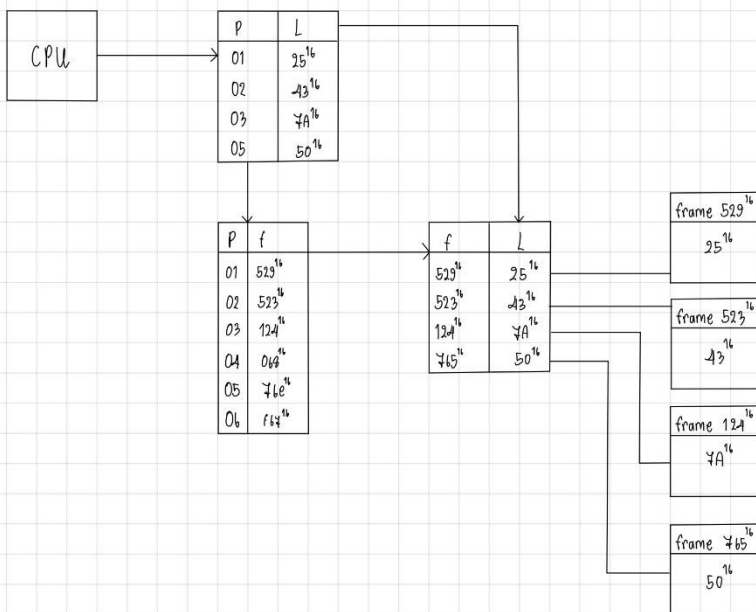 CPU
P L
01 25¹⁶
02 43¹⁶
03 7A¹⁶
05 50¹⁶
P f
01 529¹⁶
02 523¹⁶
03 124¹⁶
04 068¹⁶
05 76e¹⁶
06 f67¹⁶
f L
529¹⁶ 25¹⁶
523¹⁶ 43¹⁶
124¹⁶ 7A¹⁶
765¹⁶ 50¹⁶
frame 529¹⁶
25¹⁶
frame 523¹⁶
43¹⁶
frame 124¹⁶
7A¹⁶
frame 765¹⁶
50¹⁶